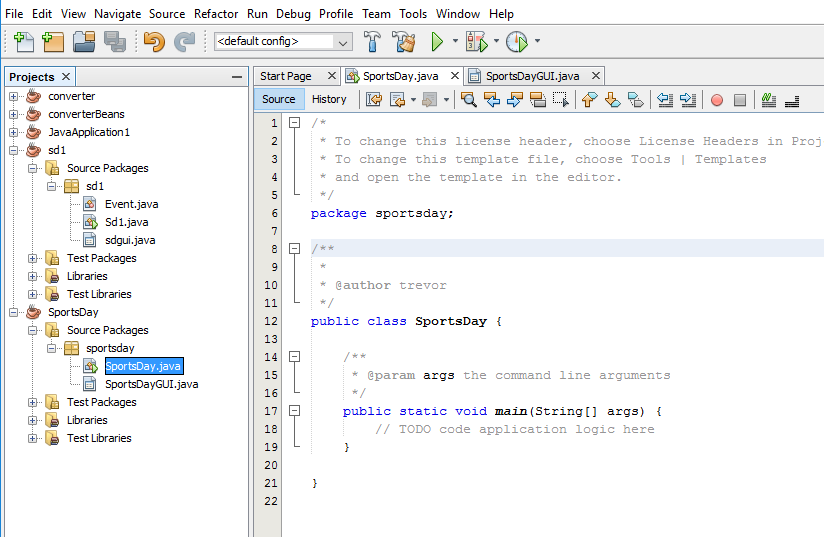 File Edit View Navigate Source Refactor Run Debug Profile Team Tools Window Help
<default config>
Projects
converter
converterBeans
JavaApplication1
sd1
Source Packages
sd1
Event.java
Sd1.java
sdgui.java
Test Packages
Libraries
Test Libraries
SportsDay
Source Packages
sportsday
SportsDay.java
SportsDayGUI.java
Test Packages
Libraries
Test Libraries
Start Page SportsDay.java SportsDayGUI.java
Source History
1 /*
2 * To change this license header, choose License Headers in Proj
3 * To change this template file, choose Tools | Templates
4 * and open the template in the editor.
5 */
6 package sportsday;
7
8 /**
9 *
10 * @author trevor
11 */
12 public class SportsDay {
13
14 /**
15 * @param args the command line arguments
16 */
17 public static void main(String[] args) {
18 // TODO code application logic here
19 }
20
21 }
22